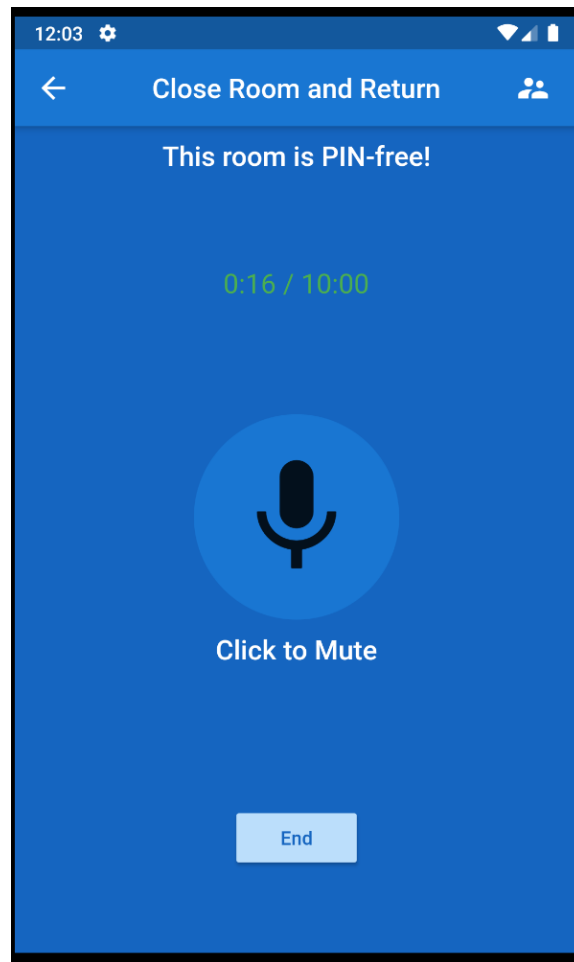 12:03
Close Room and Return
This room is PIN-free!
0:16 / 10:00
Click to Mute
End